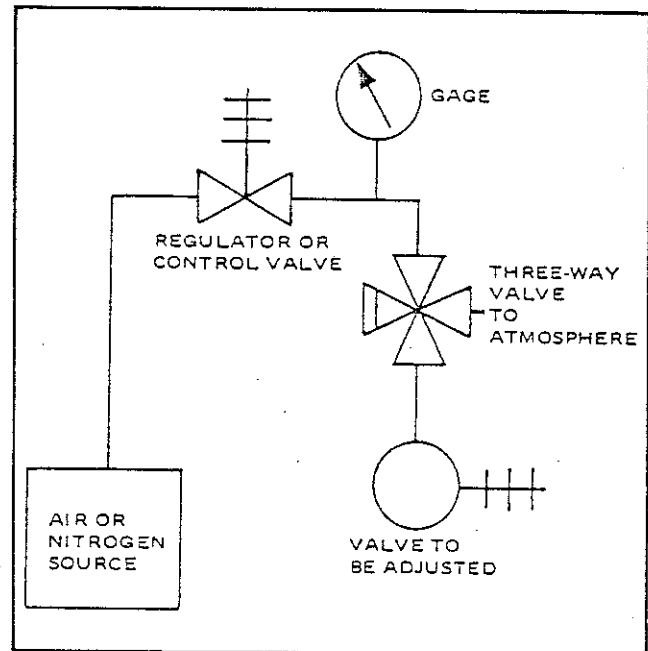 GAGE
REGULATOR OR
CONTROL VALVE
THREE-WAY
VALVE
TO
ATMOSPHERE
AIR OR
NITROGEN
SOURCE
VALVE TO
BE ADJUSTED